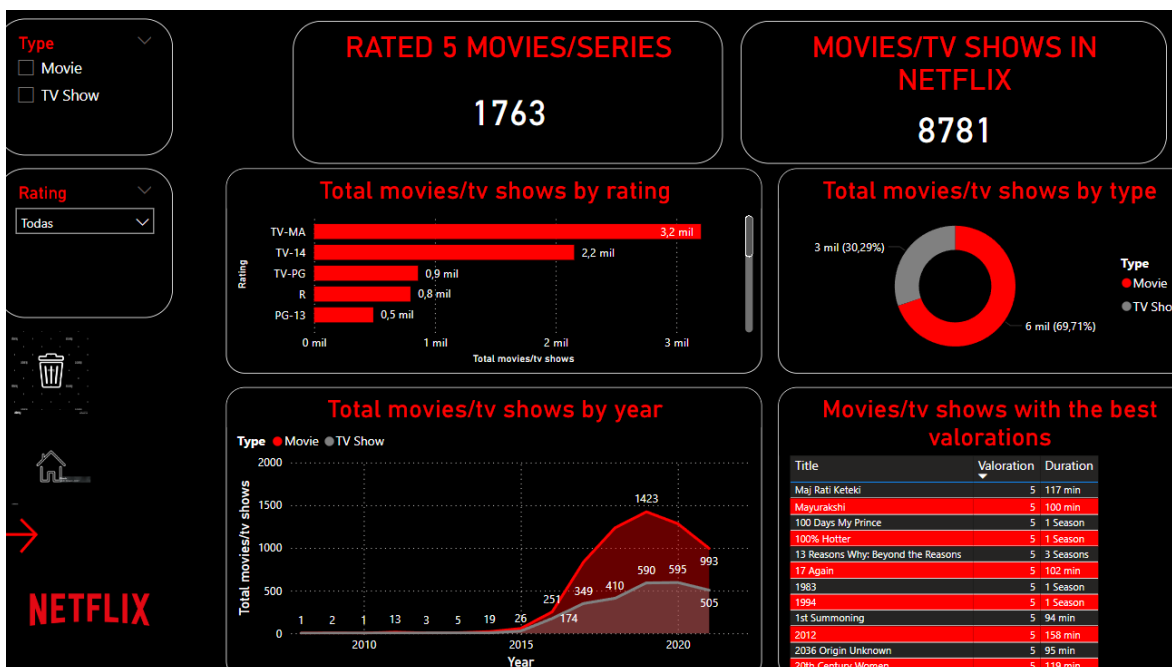 Type
Movie
TV Show
RATED 5 MOVIES/SERIES
1763
MOVIES/TV SHOWS IN
NETFLIX
8781
Rating
Todas
Total movies/tv shows by rating
Rating
TV-MA
3,2 mil
TV-14
2,2 mil
TV-PG
0,9 mil
R
0,8 mil
PG-13
0,5 mil
0 mil
1 mil
2 mil
3 mil
Total movies/tv shows
Total movies/tv shows by type
3 mil (30,29%)
6 mil (69,71%)
Type
Movie
TV Sho
Total movies/tv shows by year
Type Movie TV Show
Total movies/tv shows
2000
1500
1000
500
0
1 2 1 13 3 5 19 26 251 174 349 410 1423 590 595 993 505
2010
2015
2020
Year
Movies/tv shows with the best
valorations
Title Valoration Duration
Maj Rati Keteki 5 117 min
Mayurakshi 5 100 min
100 Days My Prince 5 1 Season
100% Hotter 5 1 Season
13 Reasons Why: Beyond the Reasons 5 3 Seasons
17 Again 5 102 min
1983 5 1 Season
1994 5 1 Season
1st Summoning 5 94 min
2012 5 158 min
2036 Origin Unknown 5 95 min
20th Century Women 5 119 min
NETFLIX